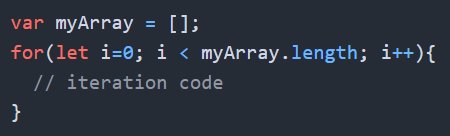 var myArray = [];
for(let i=0; i < myArray.length; i++){
  // iteration code
}